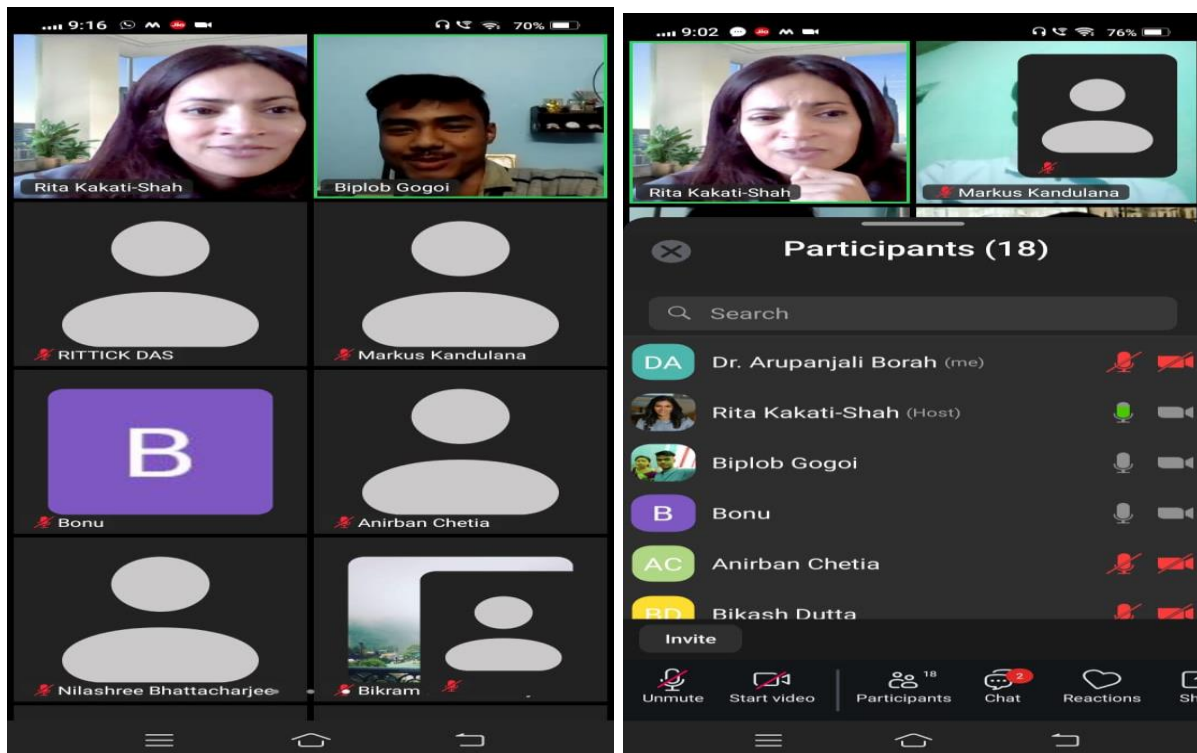 9:16
70%
Rita Kakati-Shah
Biplob Gogoi
RITTICK DAS
Markus Kandulana
B
Bonu
Anirban Chetia
Nilashree Bhattacharjee
Bikram
9:02
76%
Rita Kakati-Shah
Markus Kandulana
Participants (18)
Search
DA Dr. Arupanjali Borah (me)
Rita Kakati-Shah (Host)
Biplob Gogoi
B Bonu
AC Anirban Chetia
BD Bikash Dutta
Invite
18 2
Unmute Start video Participants Chat Reactions Sh